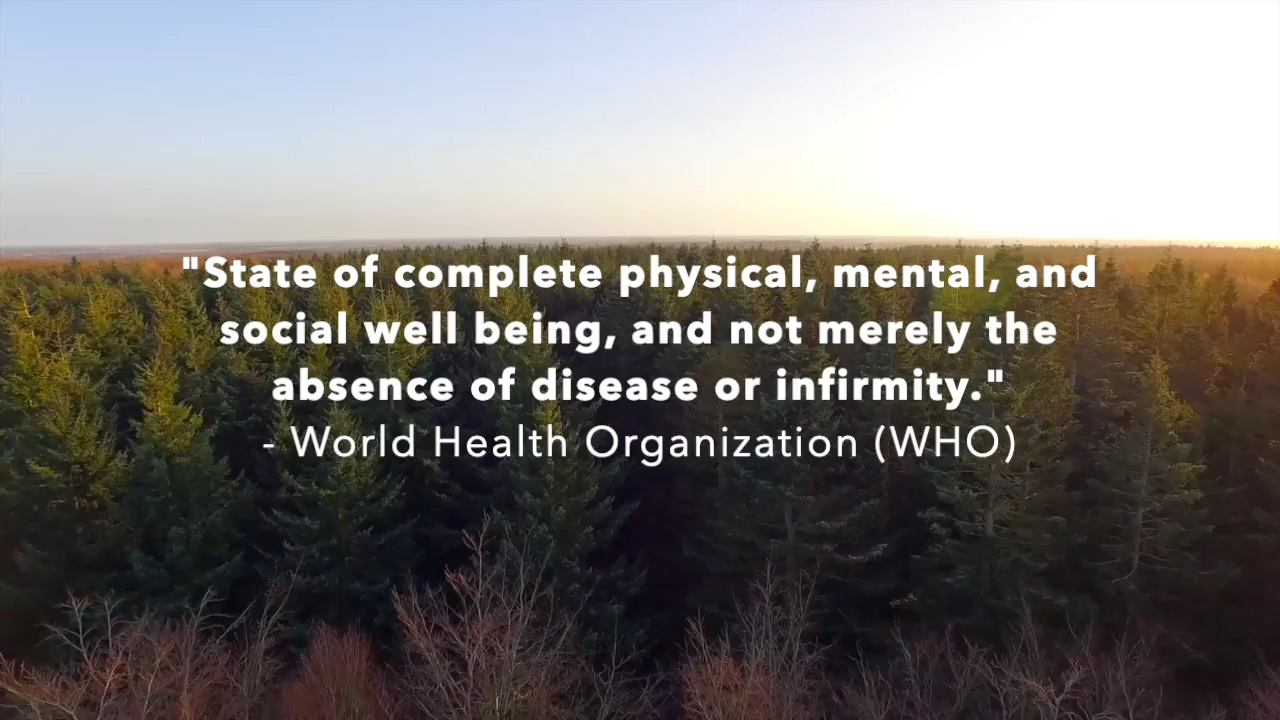 "State of complete physical, mental, and
social well being, and not merely the
absence of disease or infirmity."
- World Health Organization (WHO)